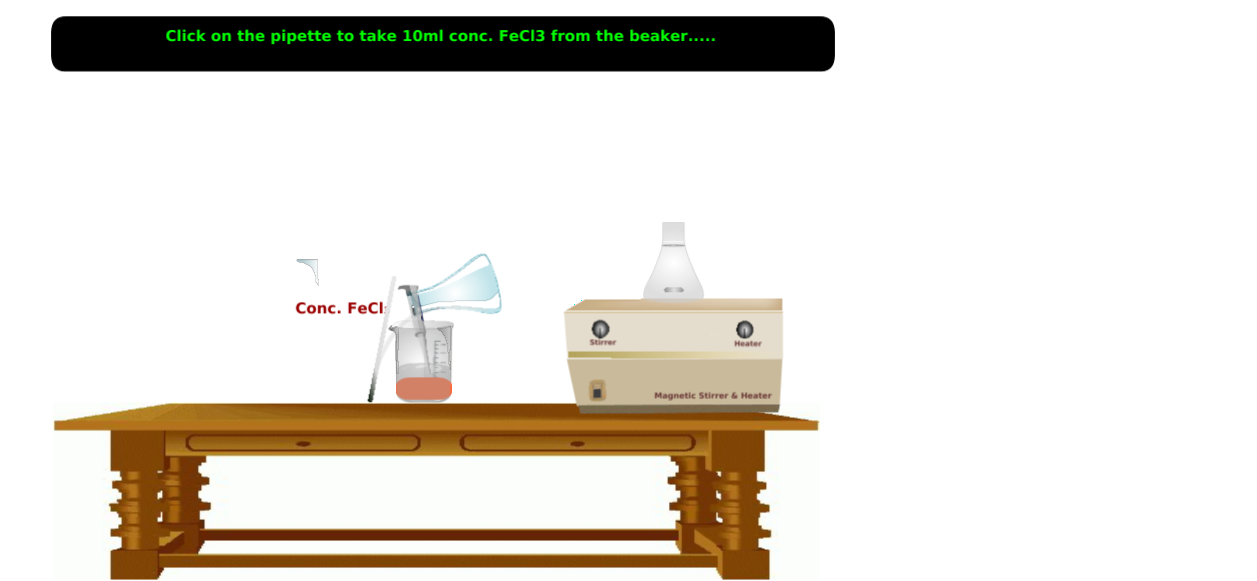 Click on the pipette to take 10ml conc. FeCl3 from the beaker.....
Conc. FeCl
Stirrer
Heater
Magnetic Stirrer & Heater